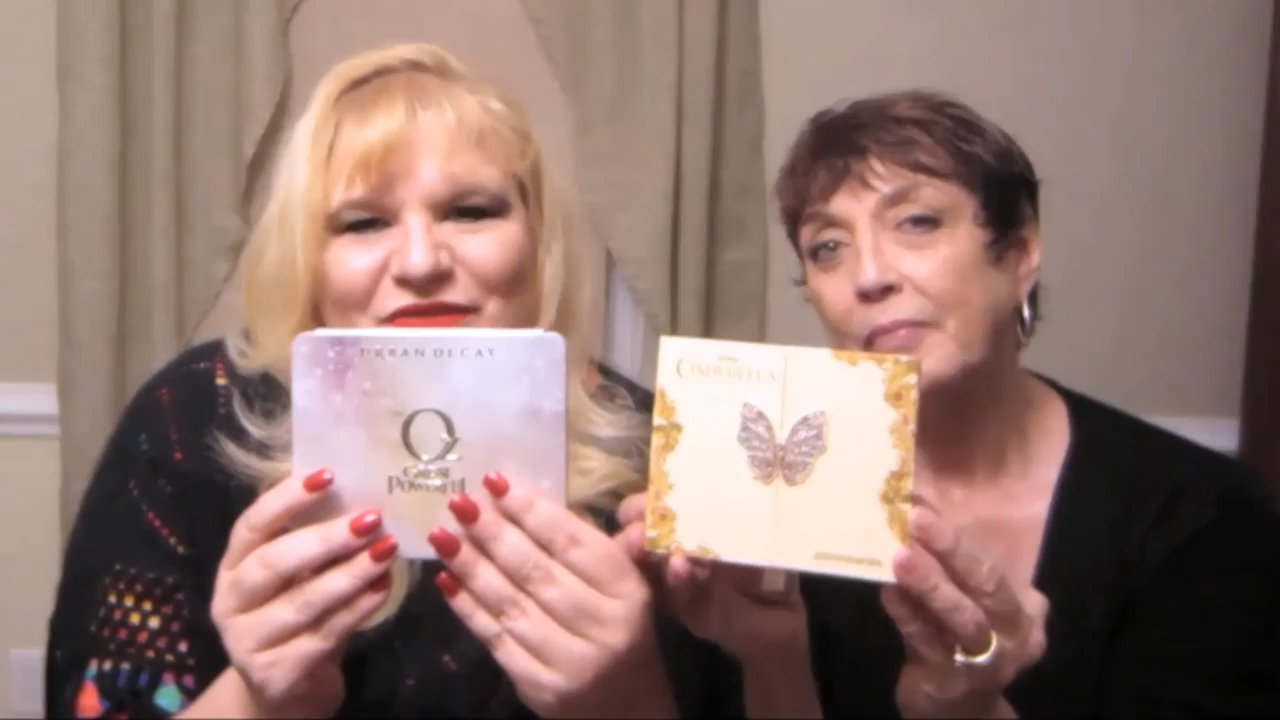 URBAN DECAY
OZ
GREAT
POWERFUL
CINDERELLA